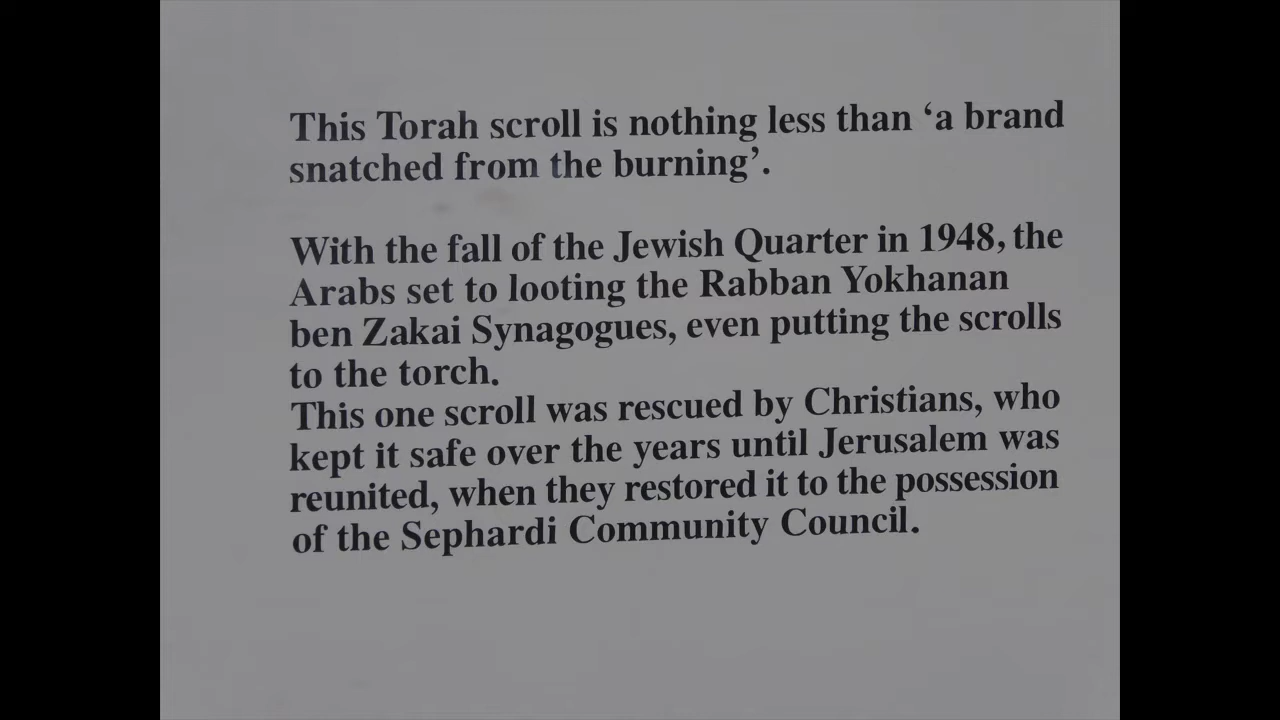 This Torah scroll is nothing less than ‘a brand
snatched from the burning’.
With the fall of the Jewish Quarter in 1948, the
Arabs set to looting the Rabban Yokhanan
ben Zakai Synagogues, even putting the scrolls
to the torch.
This one scroll was rescued by Christians, who
kept it safe over the years until Jerusalem was
reunited, when they restored it to the possession
of the Sephardi Community Council.